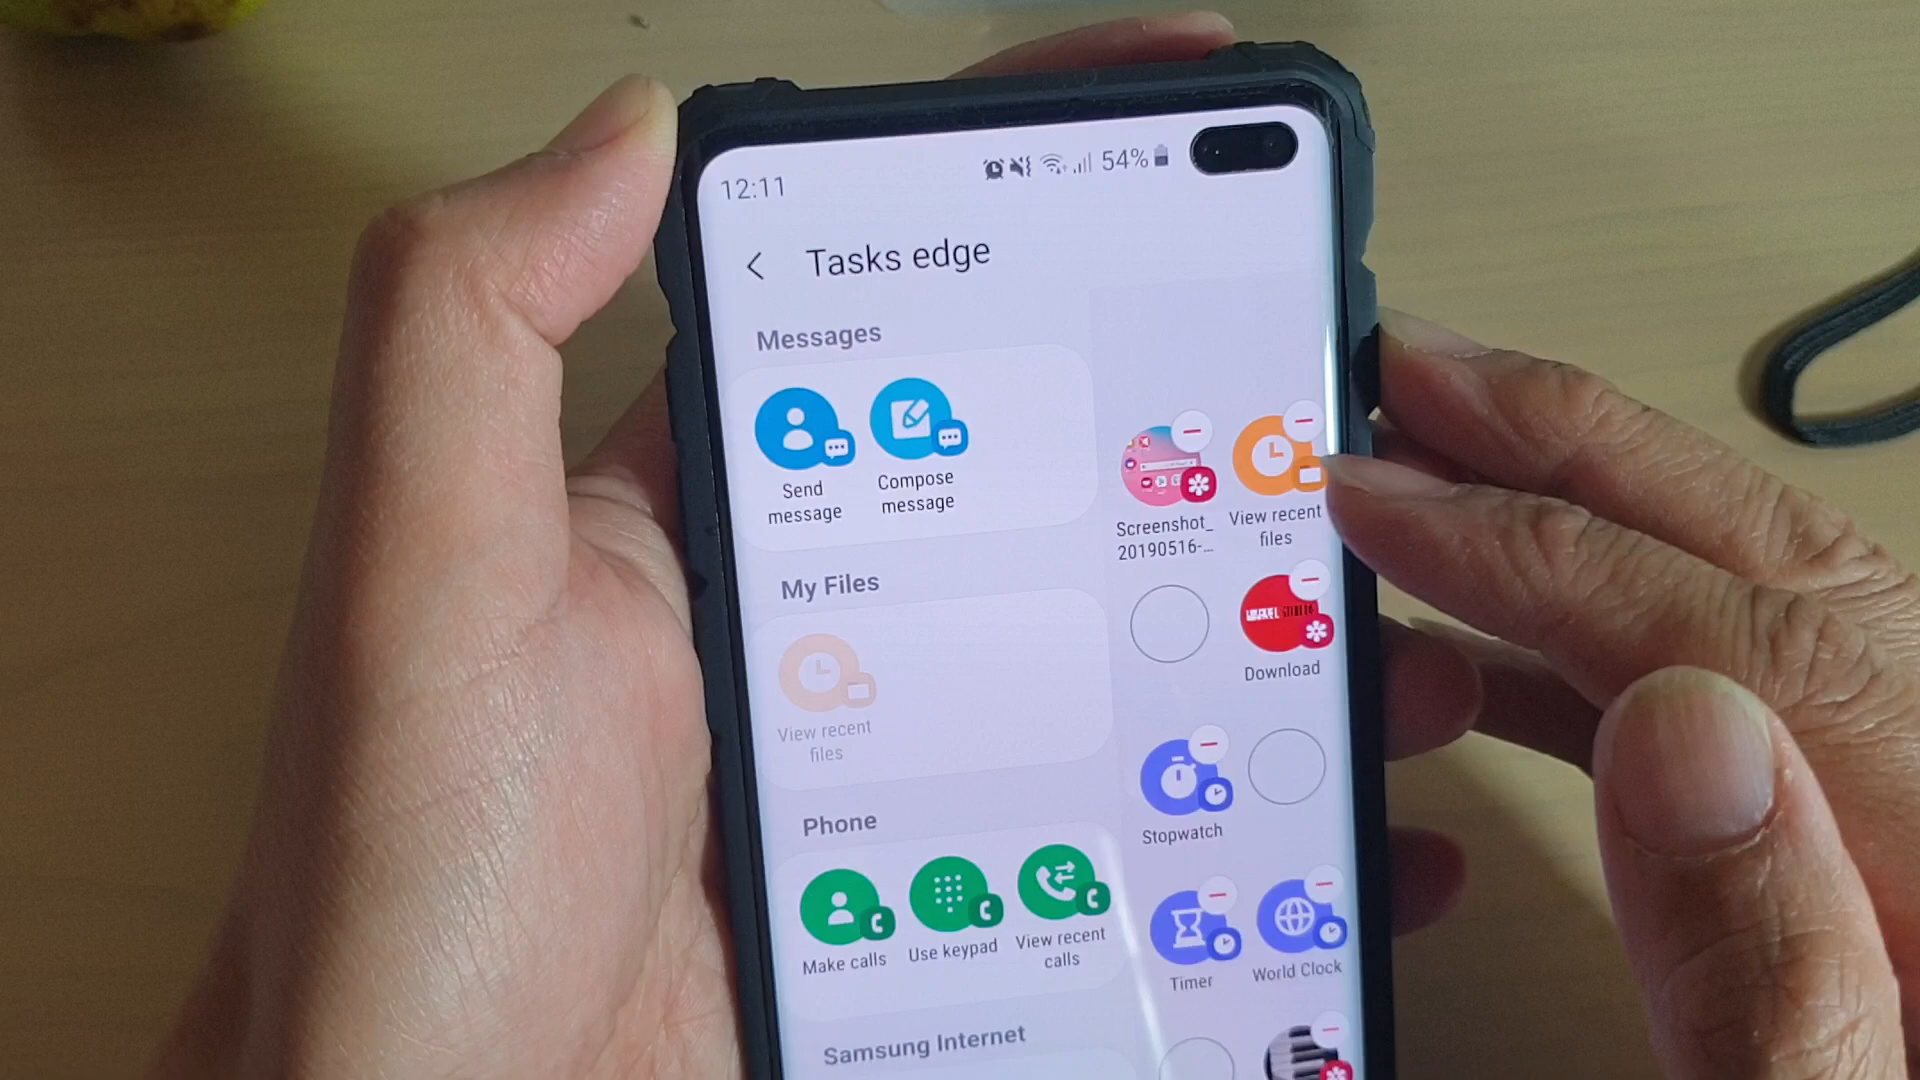 12:11
54%
Tasks edge
Messages
Send
message
Compose
message
Screenshot_
20190516-...
View recent
files
My Files
View recent
files
Download
Phone
Stopwatch
Make calls
Use keypad
View recent
calls
Timer
World Clock
Samsung Internet